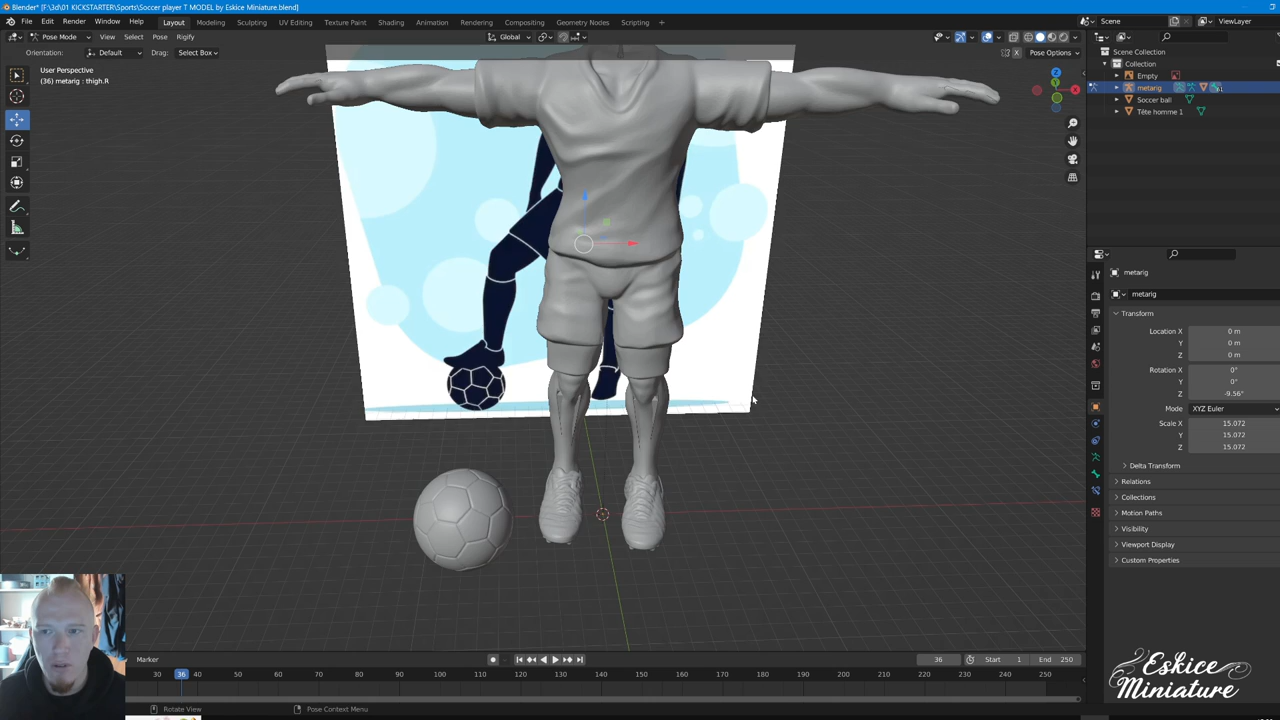 Blender* [F:\3d\01 KICKSTARTER\Sports\Soccer player T MODEL by Eskice Miniature.blend]
File Edit Render Window Help Layout Modeling Sculpting UV Editing Texture Paint Shading Animation Rendering Compositing Geometry Nodes Scripting + Scene ViewLayer
Pose Mode View Select Pose Rigify Global
Orientation: Default Drag: Select Box Pose Options
User Perspective
(36) metarig : thigh.R
Z
Y
X
Scene Collection
Collection
Empty
metarig
Soccer ball
Tête homme 1
metarig
metarig
Transform
Location X 0 m
Y 0 m
Z 0 m
Rotation X 0°
Y 0°
Z -9.56°
Mode XYZ Euler
Scale X 15.072
Y 15.072
Z 15.072
Delta Transform
Relations
Collections
Motion Paths
Visibility
Viewport Display
Custom Properties
Marker 36 Start 1 End 250
30 36 40 50 60 70 80 90 100 110 120 130 140 150 160 170 180 190 200 210 220 230 240 250
Rotate View Pose Context Menu
Eskice
Miniature